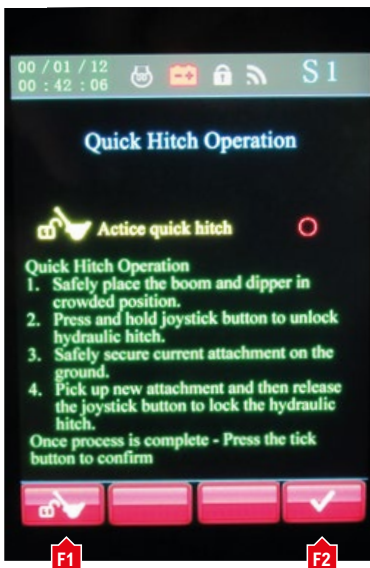 00 / 01 / 12
00 : 42 : 06
S1
Quick Hitch Operation
Actice quick hitch
Quick Hitch Operation
1. Safely place the boom and dipper in
crowded position.
2. Press and hold joystick button to unlock
hydraulic hitch.
3. Safely secure current attachment on the
ground.
4. Pick up new attachment and then release
the joystick button to lock the hydraulic
hitch.
Once process is complete - Press the tick
button to confirm
F1
F2